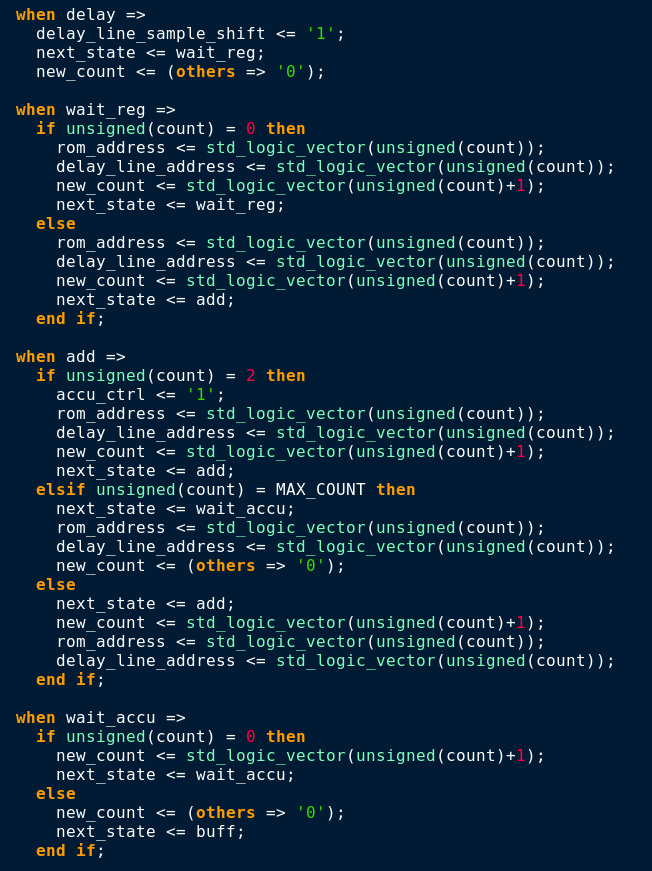 when delay =>
  delay_line_sample_shift <= '1';
  next_state <= wait_reg;
  new_count <= (others => '0');

when wait_reg =>
  if unsigned(count) = 0 then
    rom_address <= std_logic_vector(unsigned(count));
    delay_line_address <= std_logic_vector(unsigned(count));
    new_count <= std_logic_vector(unsigned(count)+1);
    next_state <= wait_reg;
  else
    rom_address <= std_logic_vector(unsigned(count));
    delay_line_address <= std_logic_vector(unsigned(count));
    new_count <= std_logic_vector(unsigned(count)+1);
    next_state <= add;
  end if;

when add =>
  if unsigned(count) = 2 then
    accu_ctrl <= '1';
    rom_address <= std_logic_vector(unsigned(count));
    delay_line_address <= std_logic_vector(unsigned(count));
    new_count <= std_logic_vector(unsigned(count)+1);
    next_state <= add;
  elsif unsigned(count) = MAX_COUNT then
    next_state <= wait_accu;
    rom_address <= std_logic_vector(unsigned(count));
    delay_line_address <= std_logic_vector(unsigned(count));
    new_count <= (others => '0');
  else
    next_state <= add;
    new_count <= std_logic_vector(unsigned(count)+1);
    rom_address <= std_logic_vector(unsigned(count));
    delay_line_address <= std_logic_vector(unsigned(count));
  end if;

when wait_accu =>
  if unsigned(count) = 0 then
    new_count <= std_logic_vector(unsigned(count)+1);
    next_state <= wait_accu;
  else
    new_count <= (others => '0');
    next_state <= buff;
  end if;